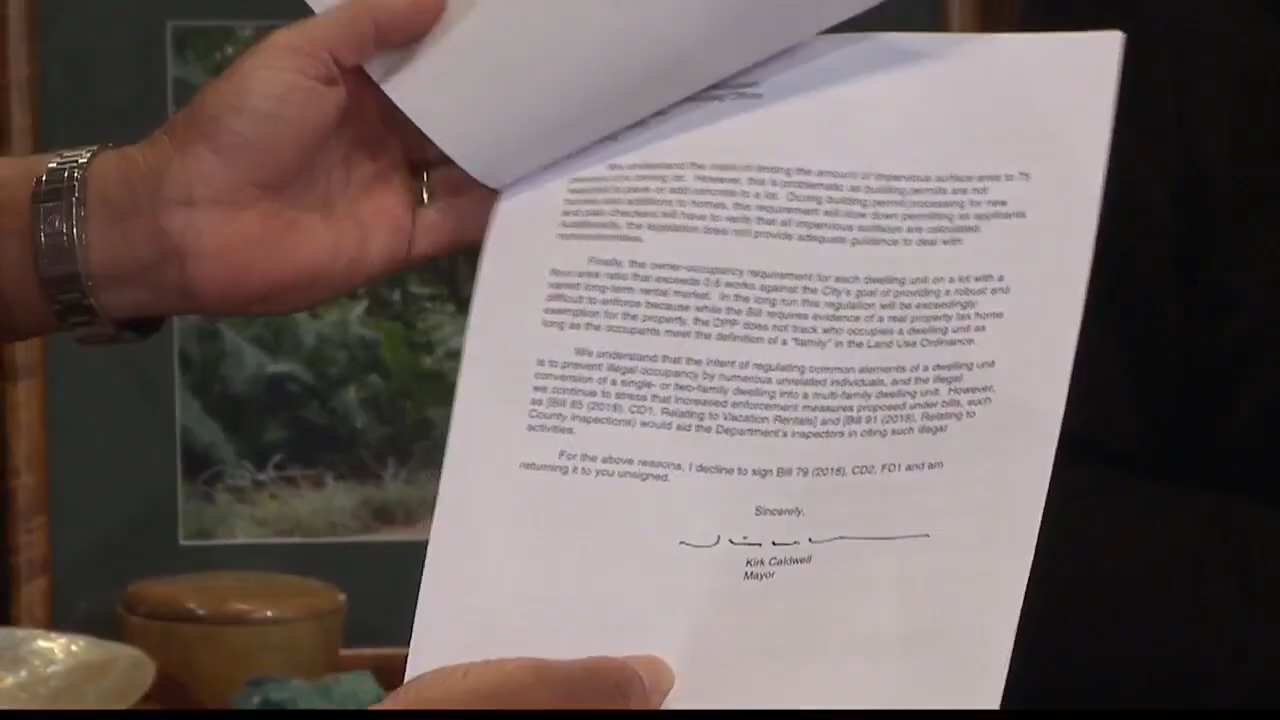 We understand the intent of limiting the amount of impervious surface area to 75
zoning lot. However, this is problematic as building permits are not
required to pave or add concrete to a lot. During building permit processing for new
homes and additions to homes, this requirement will slow down permitting as applicants
and plan checkers will have to verify that all impervious surfaces are calculated.
Additionally, the legislation does not provide adequate guidance to deal with
nonconformities.
Finally, the owner-occupancy requirement for each dwelling unit on a lot with a
floor area ratio that exceeds 0.6 works against the City's goal of providing a robust and
varied long-term rental market. In the long run this regulation will be exceedingly
difficult to enforce because while the Bill requires evidence of a real property tax home
exemption for the property, the DPP does not track who occupies a dwelling unit as
long as the occupants meet the definition of a "family" in the Land Use Ordinance.
We understand that the intent of regulating common elements of a dwelling unit
is to prevent illegal occupancy by numerous unrelated individuals, and the illegal
conversion of a single- or two-family dwelling into a multi-family dwelling unit. However,
we continue to stress that increased enforcement measures proposed under bills, such
as [Bill 85 (2018), CD1, Relating to Vacation Rentals] and [Bill 91 (2018), Relating to
County Inspections) would aid the Department's inspectors in citing such illegal
activities.
For the above reasons, I decline to sign Bill 79 (2018), CD2, FD1 and am
returning it to you unsigned.
Sincerely,
Kirk Caldwell
Mayor